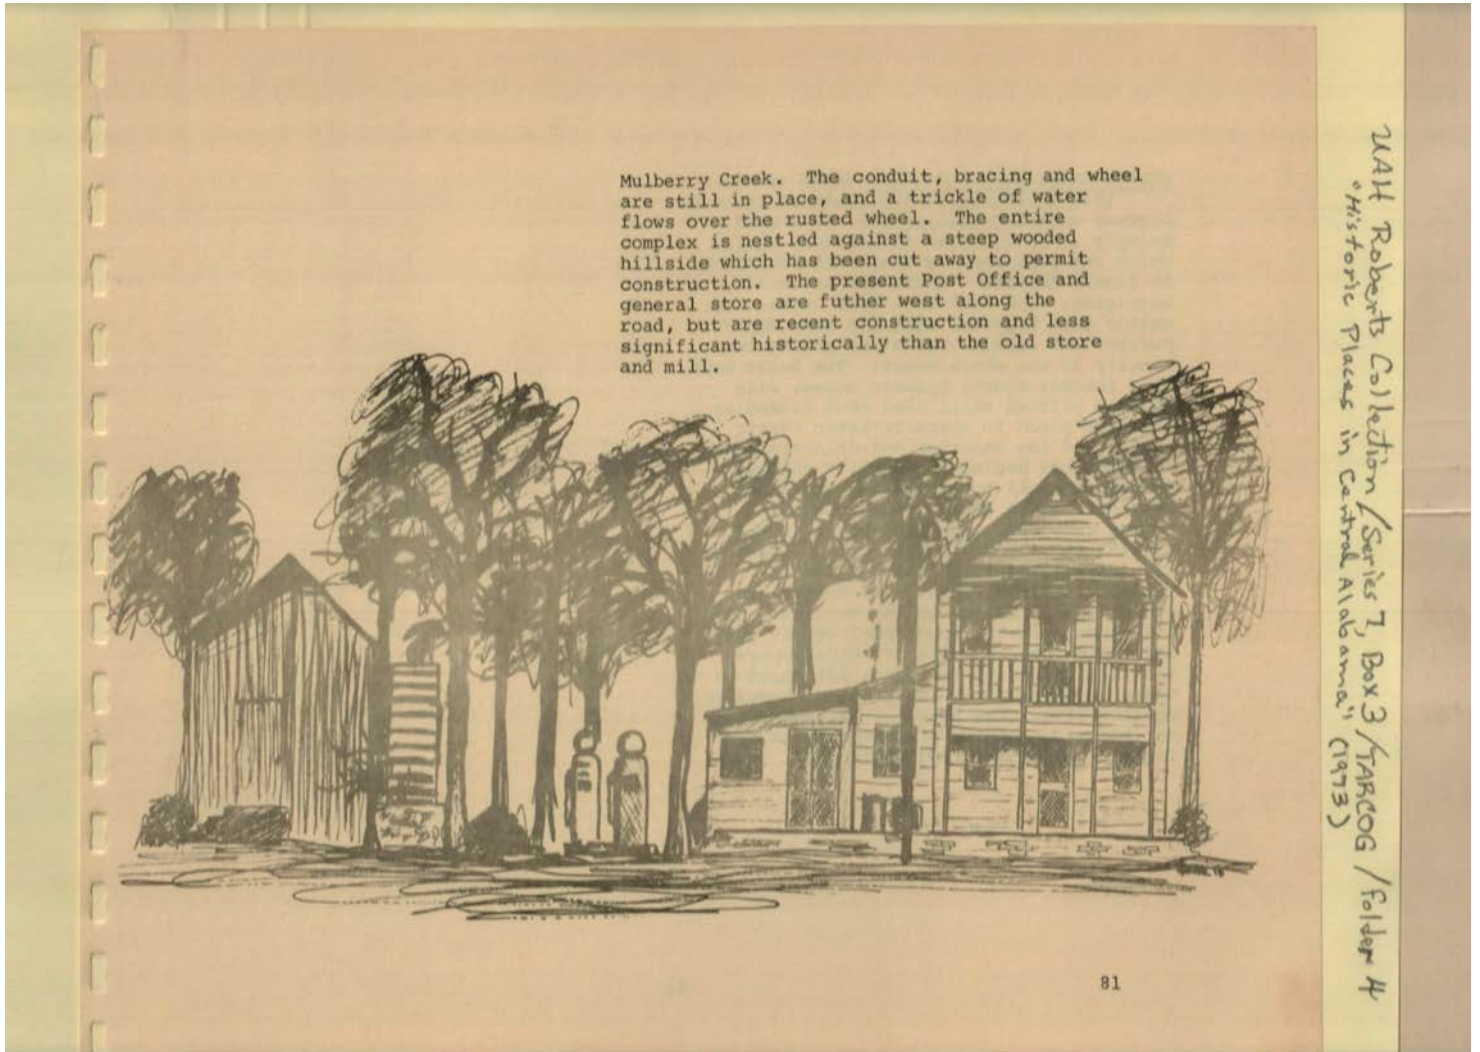 Mulberry Creek.  The conduit, bracing and wheel
are still in place, and a trickle of water
flows over the rusted wheel.  The entire
complex is nestled against a steep wooded
hillside which has been cut away to permit
construction.  The present Post Office and
general store are futher west along the
road, but are recent construction and less
significant historically than the old store
and mill.
81
UAH Roberts Collection/Series 7, Box 3/TARCOG/Folder 4
"Historic Places in Central Alabama" (1973)